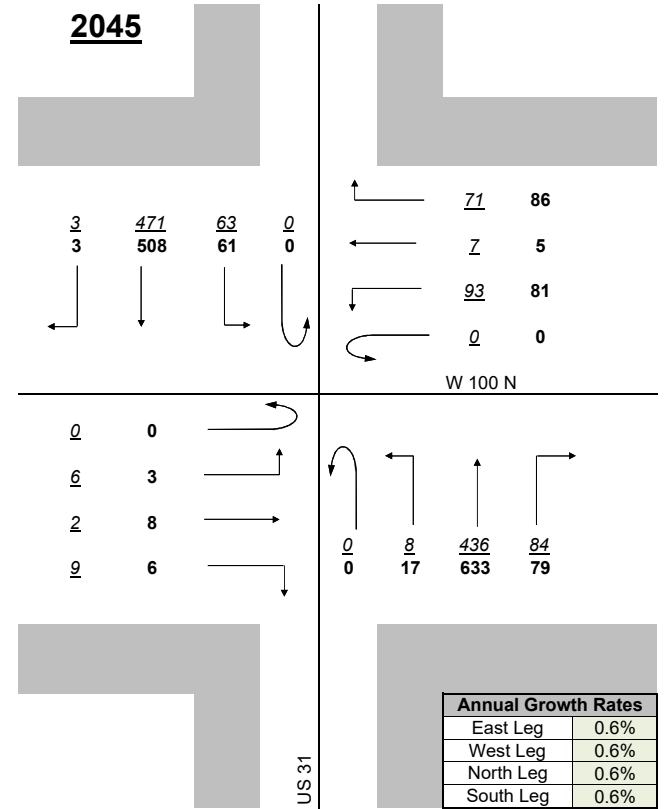 2045
3 471 63 0
3 508 61 0
71 86
7 5
93 81
0 0
W 100 N
0 0
6 3
2 8
9 6
0 8 436 84
0 17 633 79
US 31
Annual Growth Rates
East Leg 0.6%
West Leg 0.6%
North Leg 0.6%
South Leg 0.6%